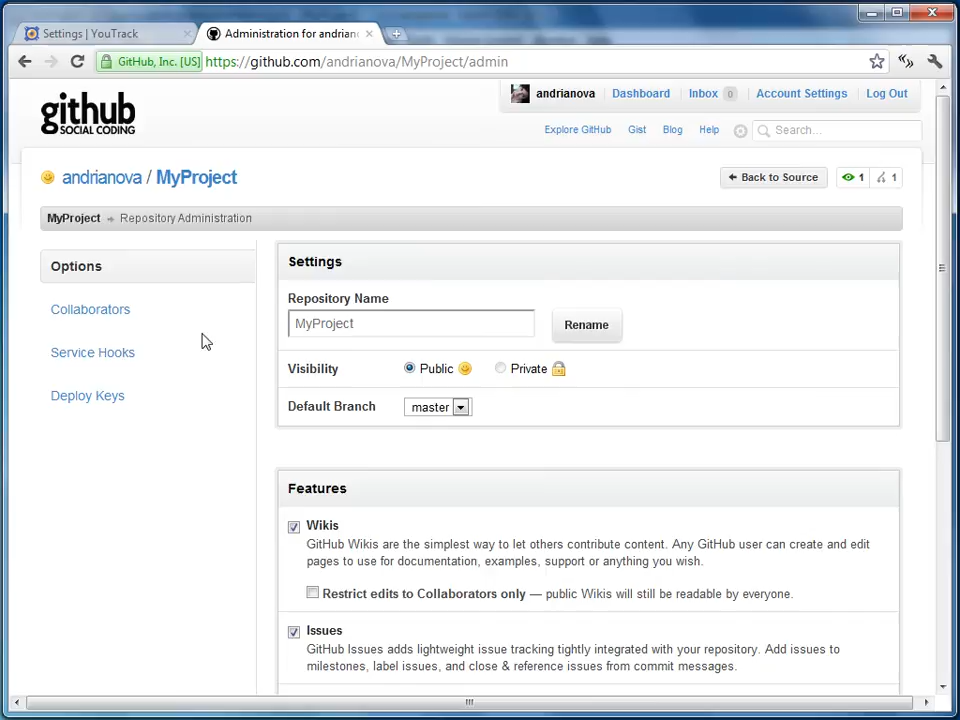 Settings | YouTrack
Administration for andrian
GitHub, Inc. [US] https://github.com/andrianova/MyProject/admin
github
SOCIAL CODING
andrianova Dashboard Inbox 0 Account Settings Log Out
Explore GitHub Gist Blog Help Search...
andrianova / MyProject
Back to Source 1 1
MyProject Repository Administration
Options
Collaborators
Service Hooks
Deploy Keys
Settings
Repository Name
MyProject Rename
Visibility Public Private
Default Branch master
Features
Wikis
GitHub Wikis are the simplest way to let others contribute content. Any GitHub user can create and edit
pages to use for documentation, examples, support or anything you wish.
Restrict edits to Collaborators only — public Wikis will still be readable by everyone.
Issues
GitHub Issues adds lightweight issue tracking tightly integrated with your repository. Add issues to
milestones, label issues, and close & reference issues from commit messages.